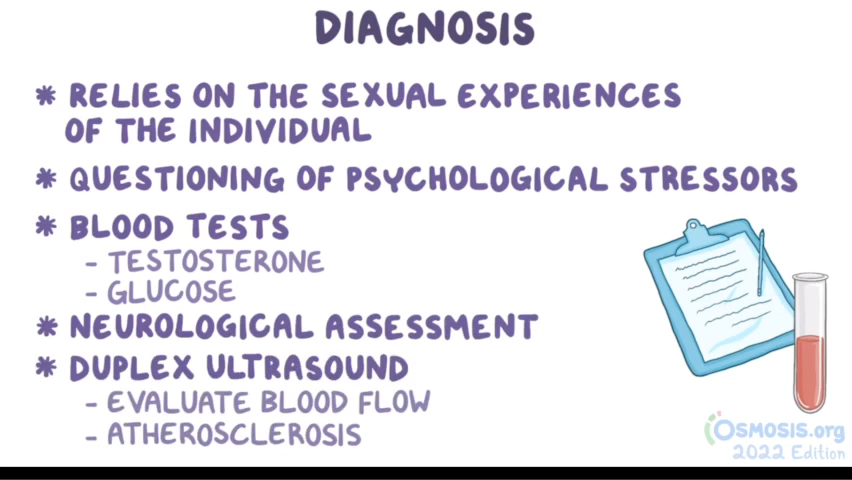 DIAGNOSIS
* RELIES ON THE SEXUAL EXPERIENCES
OF THE INDIVIDUAL
* QUESTIONING OF PSYCHOLOGICAL STRESSORS
* BLOOD TESTS
- TESTOSTERONE
- GLUCOSE
* NEUROLOGICAL ASSESSMENT
* DUPLEX ULTRASOUND
- EVALUATE BLOOD FLOW
- ATHEROSCLEROSIS
OSMOSIS.org
2022 Edition